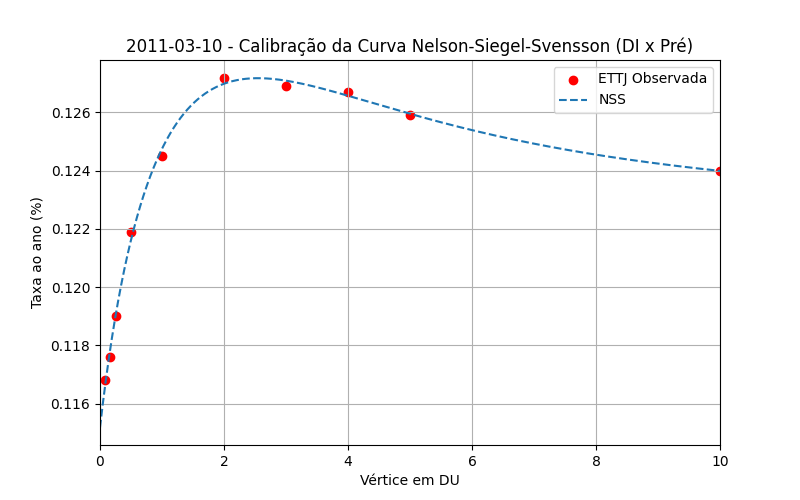 2011-03-10 - Calibração da Curva Nelson-Siegel-Svensson (DI x Pré)
ETTJ Observada
NSS
Taxa ao ano (%)
0.126
0.124
0.122
0.120
0.118
0.116
0 2 4 6 8 10
Vértice em DU